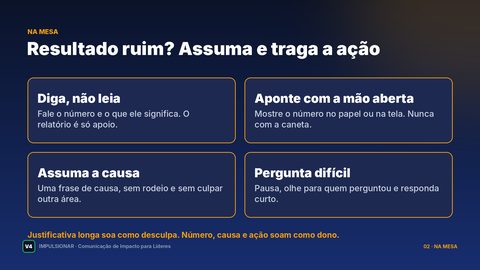 NA MESA
Resultado ruim? Assuma e traga a ação
Diga, não leia
Fale o número e o que ele significa. O
relatório é só apoio.
Aponte com a mão aberta
Mostre o número no papel ou na tela. Nunca
com a caneta.
Assuma a causa
Uma frase de causa, sem rodeio e sem culpar
outra área.
Pergunta difícil
Pausa, olhe para quem perguntou e responda
curto.
Justificativa longa soa como desculpa. Número, causa e ação soam como dono.
V4 IMPULSIONAR · Comunicação de Impacto para Líderes
02 · NA MESA